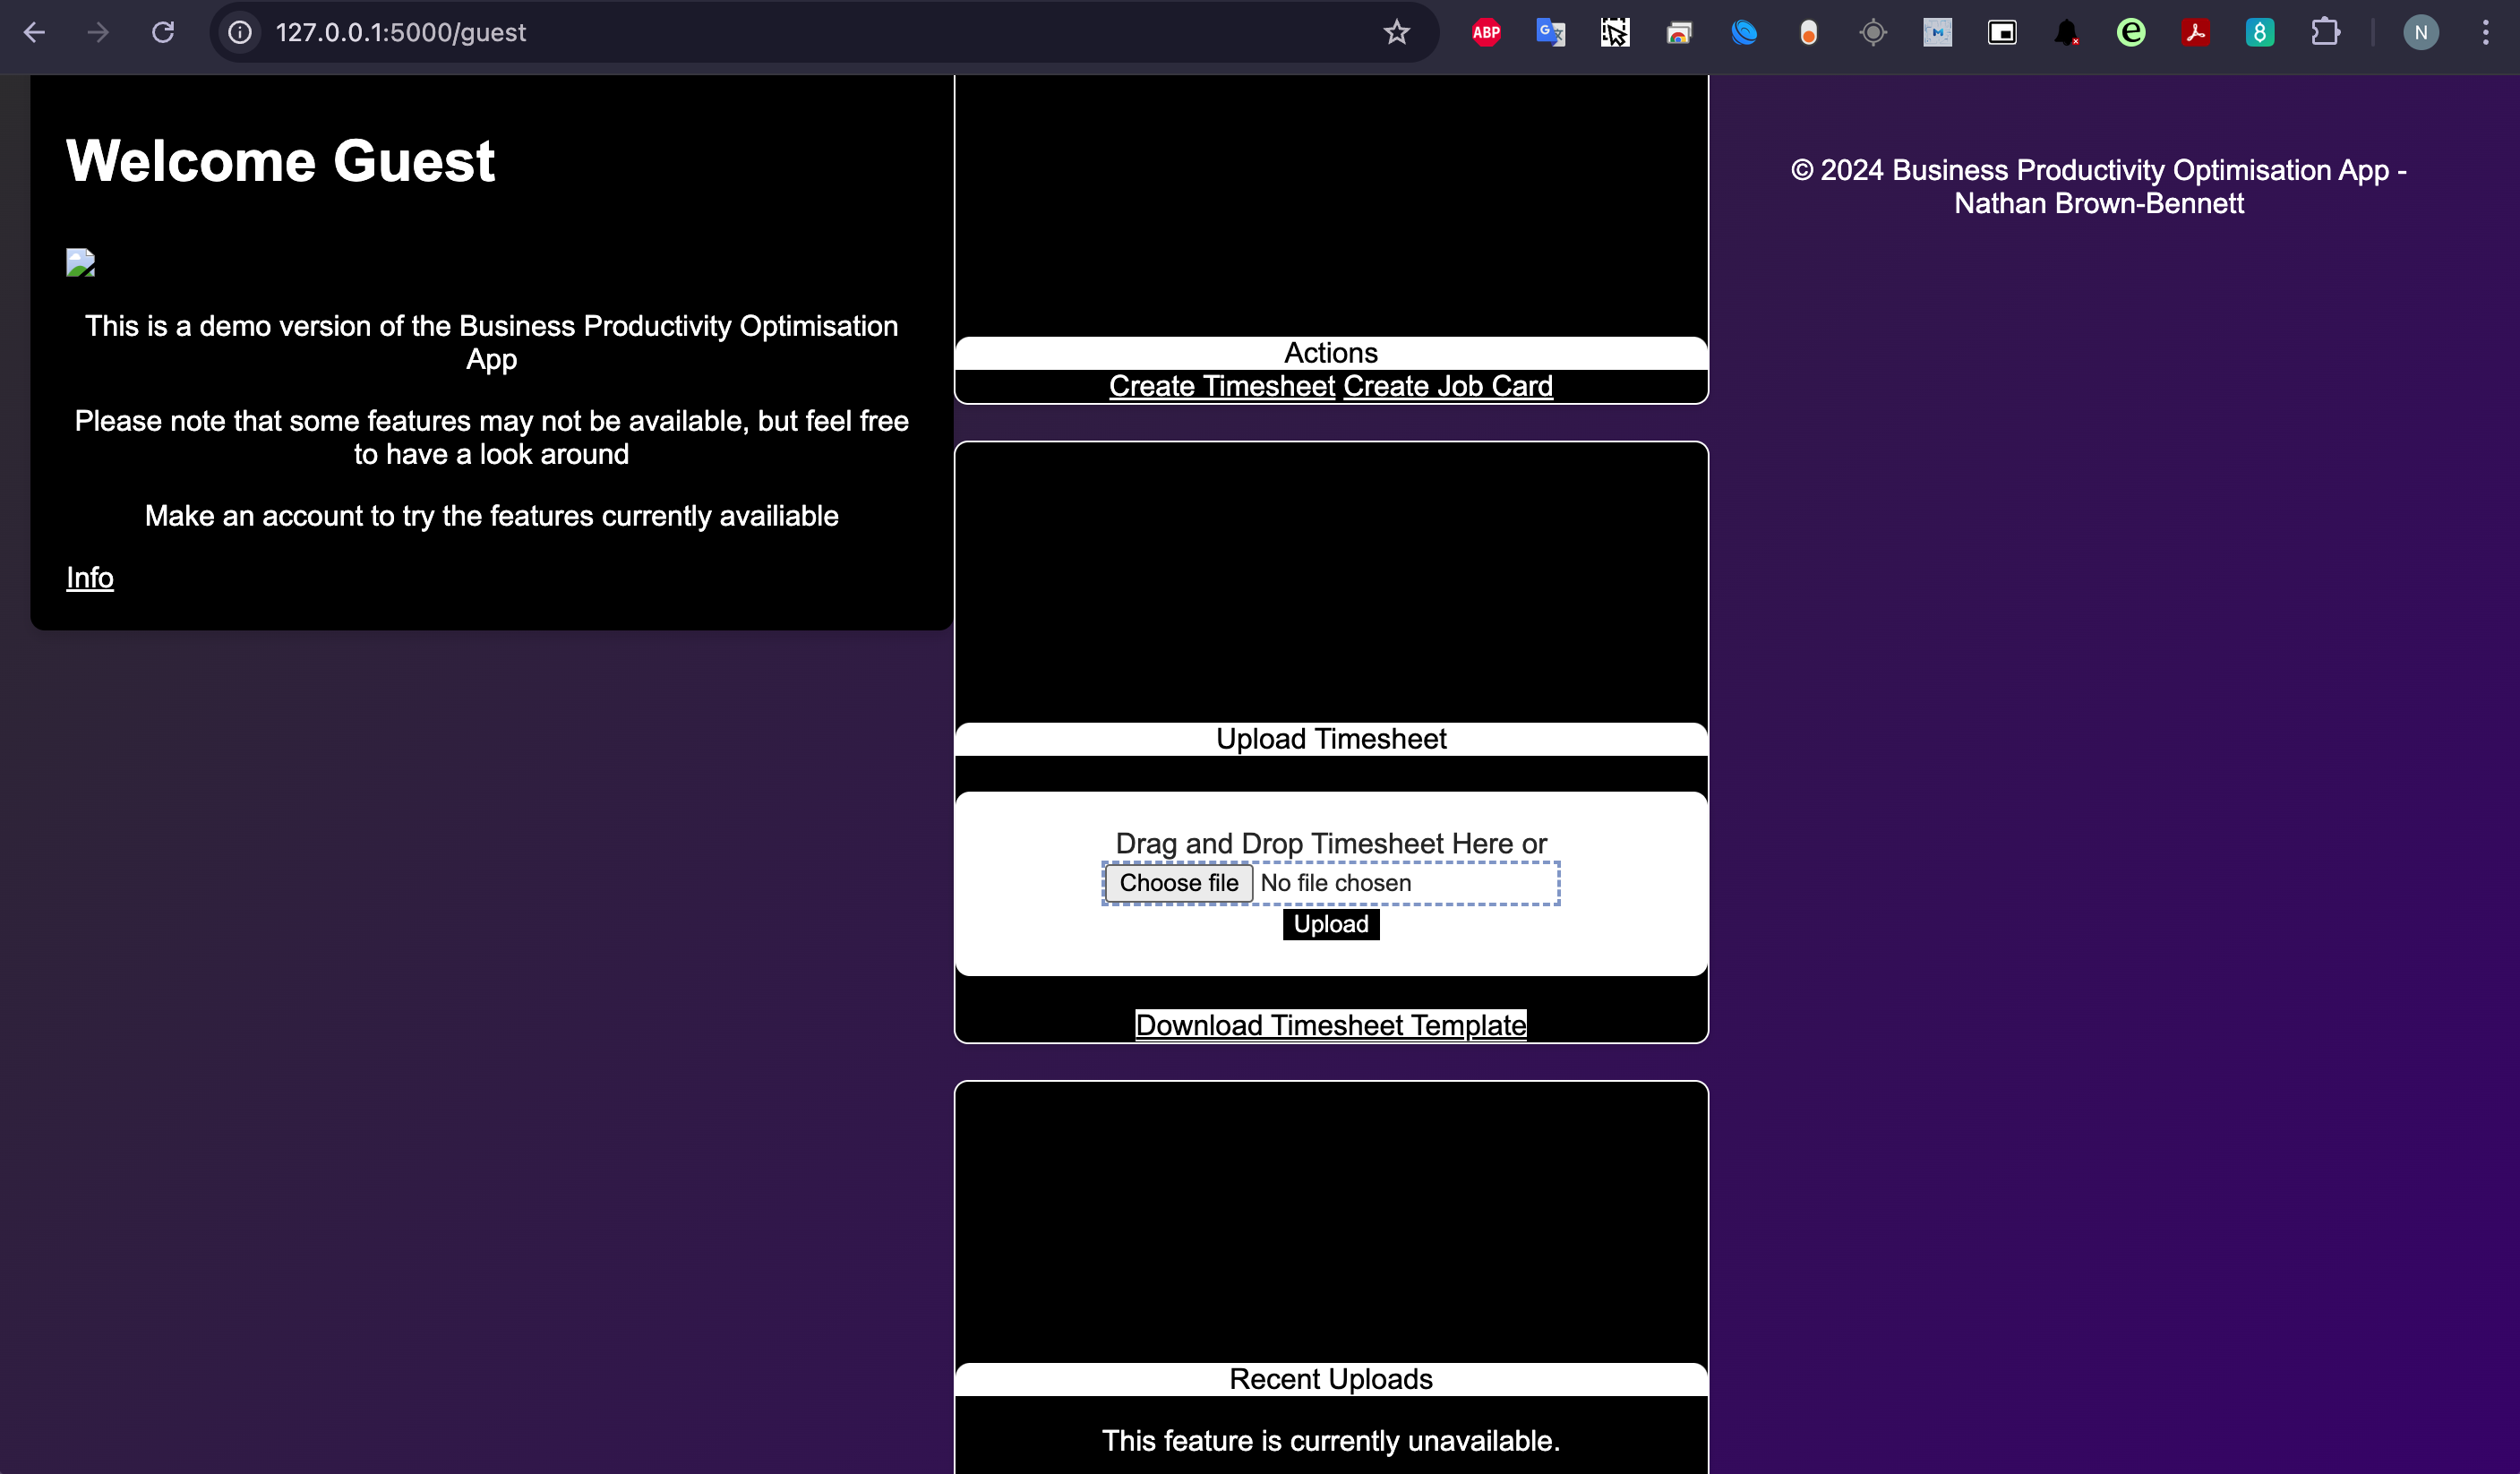 127.0.0.1:5000/guest
ABP
G
M
N
Welcome Guest
This is a demo version of the Business Productivity Optimisation
App
Please note that some features may not be available, but feel free
to have a look around
Make an account to try the features currently availiable
Info
Actions
Create Timesheet Create Job Card
Upload Timesheet
Drag and Drop Timesheet Here or
Choose file No file chosen
Upload
Download Timesheet Template
Recent Uploads
This feature is currently unavailable.
© 2024 Business Productivity Optimisation App -
Nathan Brown-Bennett